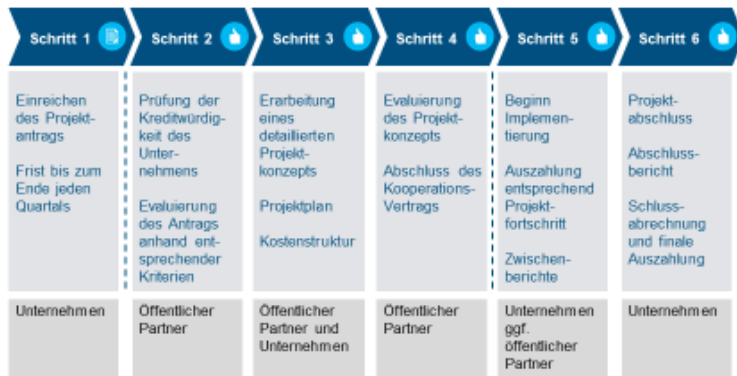 Schritt 1
Schritt 2
Schritt 3
Schritt 4
Schritt 5
Schritt 6
Einreichen
des Projekt-
antrags
Frist bis zum
Ende jeden
Quartals
Prüfung der
Kreditwürdig-
keit des
Unter-
nehmens
Evaluierung
des Antrags
anhand ent-
sprechender
Kriterien
Erarbeitung
eines
detaillierten
Projekt-
konzepts
Projektplan
Kostenstruktur
Evaluierung
des Projekt-
konzepts
Abschluss des
Kooperations-
Vertrags
Beginn
Implemen-
tierung
Auszahlung
entsprechend
Projekt-
fortschritt
Zwischen-
berichte
Projekt-
abschluss
Abschluss-
bericht
Schluss-
abrechnung
und finale
Auszahlung
Unternehmen
Öffentlicher
Partner
Öffentlicher
Partner und
Unternehmen
Öffentlicher
Partner
Unternehmen
ggf.
öffentlicher
Partner
Unternehmen